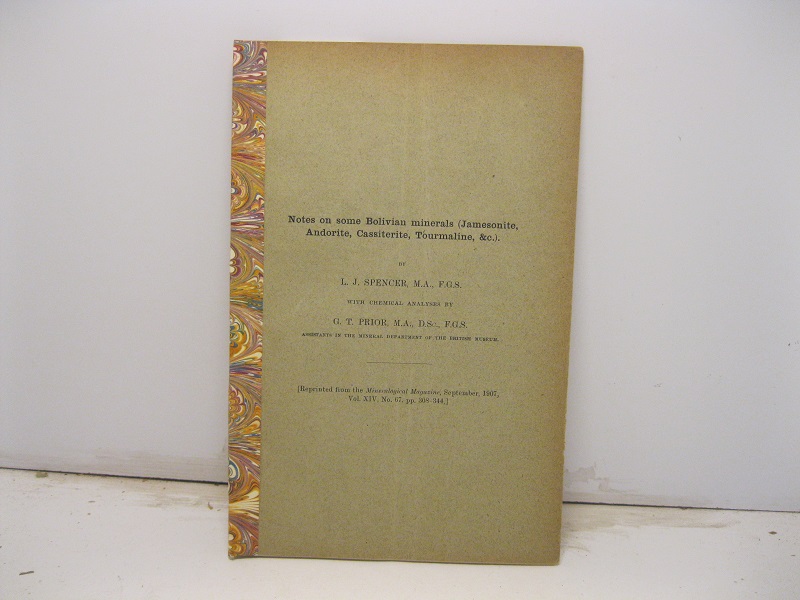 Notes on some Bolivian minerals (Jamesonite,
Andorite, Cassiterite, Tourmaline, &c.).
BY
L. J. SPENCER, M.A., F.G.S.
WITH CHEMICAL ANALYSES BY
G. T. PRIOR, M.A., D.Sc., F.G.S.
ASSISTANTS IN THE MINERAL DEPARTMENT OF THE BRITISH MUSEUM.
[Reprinted from the Mineralogical Magazine, September, 1907,
Vol. XIV, No. 67, pp. 308-344.]